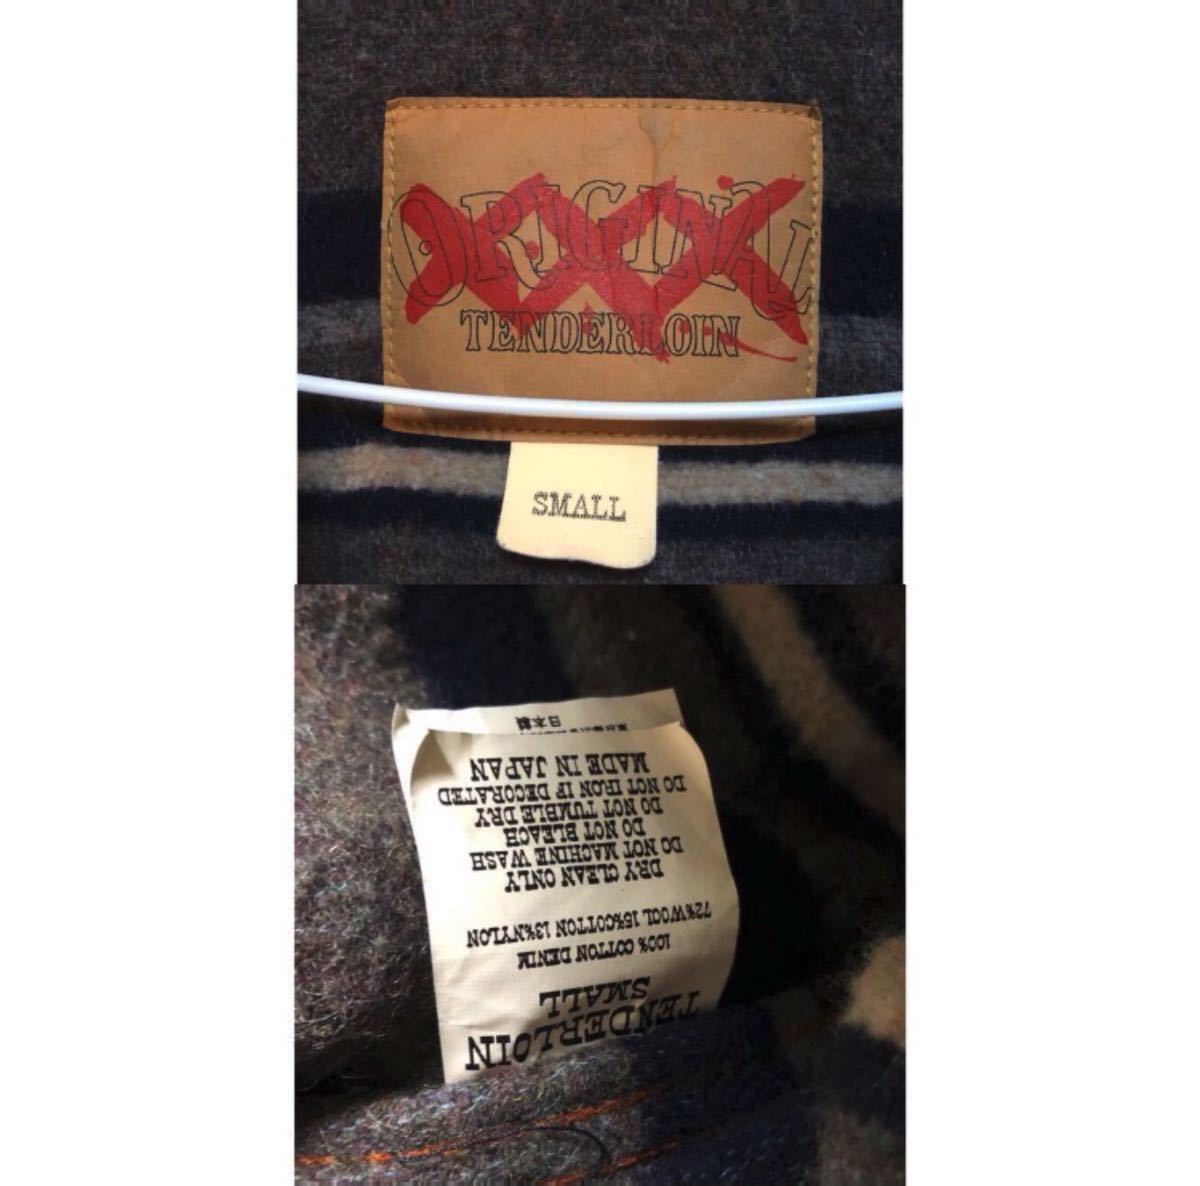 ORIGINAL
TENDERLOIN
SMALL
TENDERLOIN
SMALL
100% COTTON DENIM
72%WOOL 15%COTTON 13%NYLON
DRY CLEAN ONLY
DO NOT MACHINE WASH
DO NOT BLEACH
DO NOT TUMBLE DRY
DO NOT IRON IF DECORATED
MADE IN JAPAN
日本製